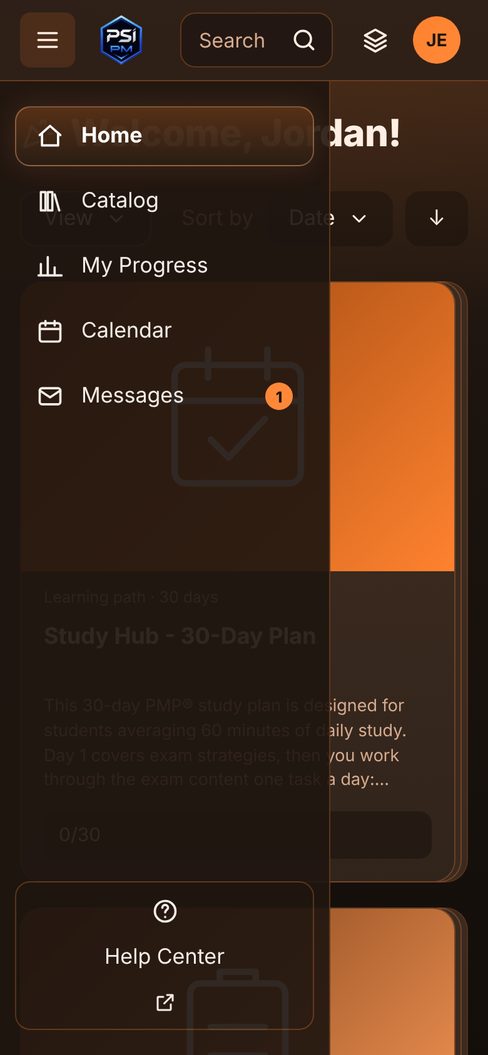 PSI
PM
Search
JE
Welcome, Jordan!
Home
Catalog
View
Sort by
Date
My Progress
Calendar
Messages
1
Learning path · 30 days
Study Hub - 30-Day Plan
This 30-day PMP® study plan is designed for
students averaging 60 minutes of daily study.
Day 1 covers exam strategies, then you work
through the exam content one task a day:...
0/30
Help Center